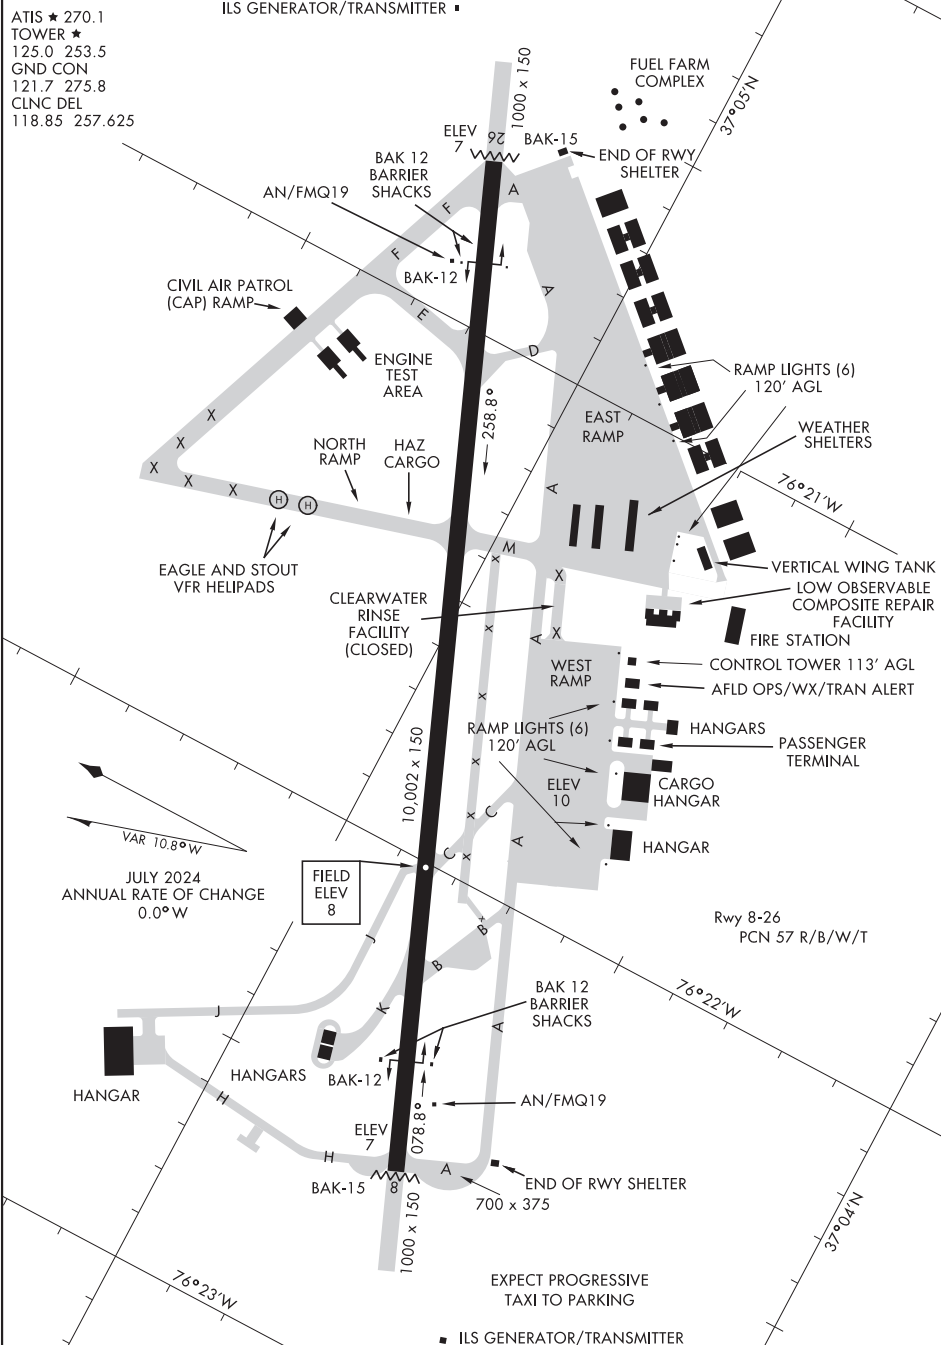 ILS GENERATOR/TRANSMITTER
ATIS ★ 270.1
TOWER ★
125.0 253.5
GND CON
121.7 275.8
CLNC DEL
118.85 257.625
FUEL FARM
COMPLEX
37°05'N
1000 x 150
ELEV
7
26
BAK-15
END OF RWY
SHELTER
BAK 12
BARRIER
SHACKS
AN/FMQ19
A
F
F
BAK-12
A
CIVIL AIR PATROL
(CAP) RAMP
E
D
ENGINE
TEST
AREA
RAMP LIGHTS (6)
120' AGL
258.8°
EAST
RAMP
WEATHER
SHELTERS
X
X
X
X
X
NORTH
RAMP
HAZ
CARGO
A
76°21'W
H
H
M
EAGLE AND STOUT
VFR HELIPADS
x
X
VERTICAL WING TANK
LOW OBSERVABLE
COMPOSITE REPAIR
FACILITY
CLEARWATER
RINSE
FACILITY
(CLOSED)
x
A
X
FIRE STATION
WEST
RAMP
CONTROL TOWER 113' AGL
AFLD OPS/WX/TRAN ALERT
x
RAMP LIGHTS (6)
120' AGL
HANGARS
PASSENGER
TERMINAL
10,002 x 150
x
ELEV
10
CARGO
HANGAR
x
C
VAR 10.8°W
A
C
x
HANGAR
JULY 2024
ANNUAL RATE OF CHANGE
0.0°W
FIELD
ELEV
8
Rwy 8-26
PCN 57 R/B/W/T
J
B
+
B
76°22'W
BAK 12
BARRIER
SHACKS
J
K
A
HANGAR
HANGARS
BAK-12
078.8°
AN/FMQ19
H
ELEV
7
H
A
BAK-15
8
END OF RWY SHELTER
700 x 375
1000 x 150
37°04'N
76°23'W
EXPECT PROGRESSIVE
TAXI TO PARKING
ILS GENERATOR/TRANSMITTER